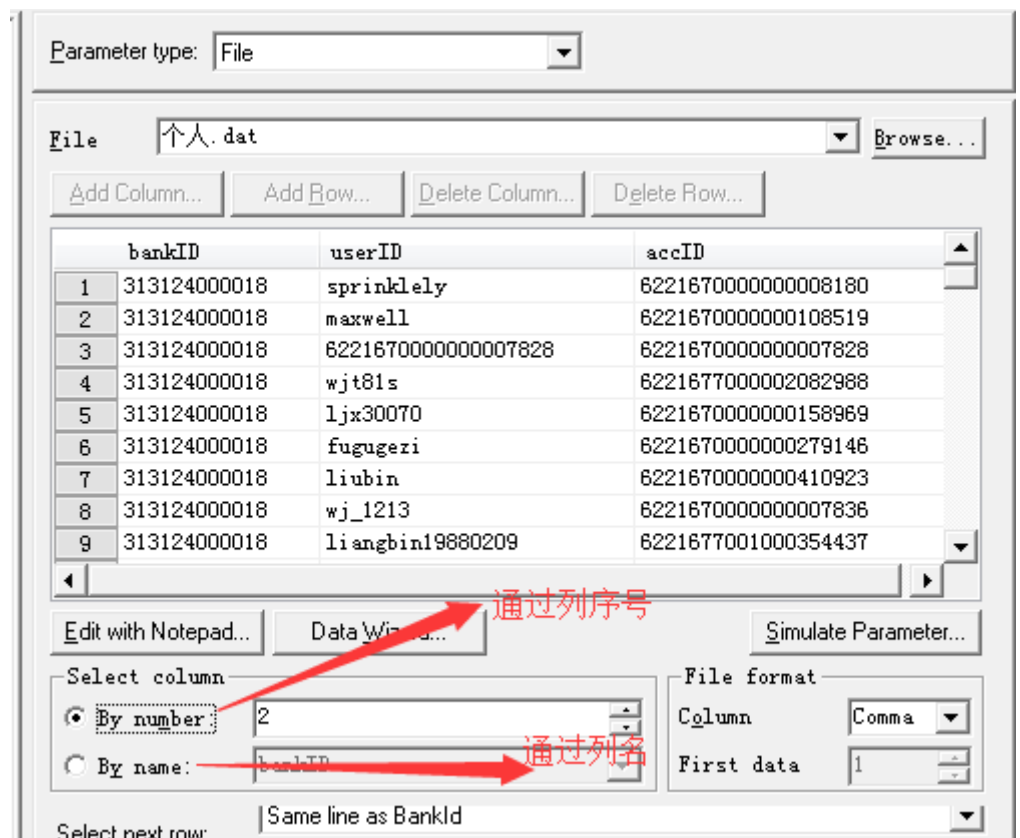 Parameter type: File
File 个人.dat Browse...
Add Column... Add Row... Delete Column... Delete Row...
bankID userID accID
1 313124000018 sprinklely 6221670000000008180
2 313124000018 maxwell 6221670000000108519
3 313124000018 6221670000000007828 6221670000000007828
4 313124000018 wjt81s 6221677000002082988
5 313124000018 ljx30070 6221670000000158969
6 313124000018 fugugezi 6221670000000279146
7 313124000018 liubin 6221670000000410923
8 313124000018 wj_1213 6221670000000007836
9 313124000018 liangbin19880209 6221677001000354437
通过列序号
Edit with Notepad... Data Wizard... Simulate Parameter...
Select column File format
By number: 2 Column Comma
通过列名
By name: bankID First data 1
Select next row: Same line as BankId